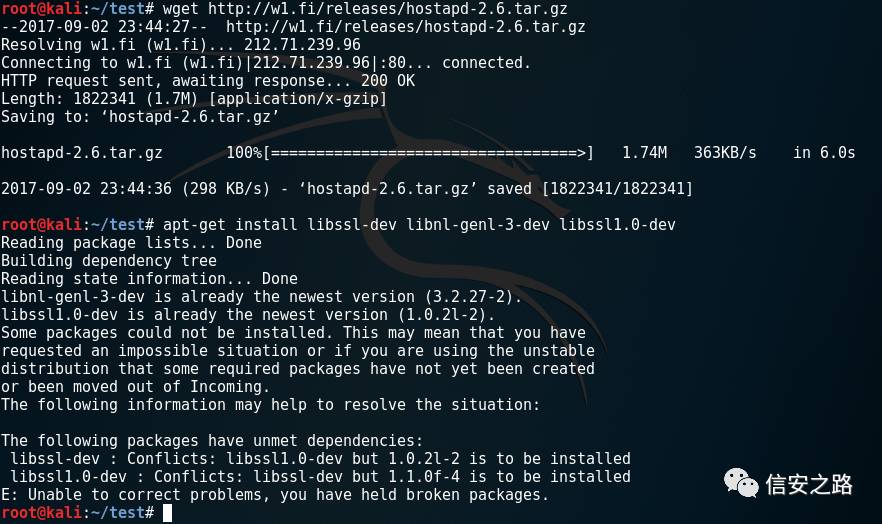 root@kali:~/test# wget http://w1.fi/releases/hostapd-2.6.tar.gz
--2017-09-02 23:44:27--  http://w1.fi/releases/hostapd-2.6.tar.gz
Resolving w1.fi (w1.fi)... 212.71.239.96
Connecting to w1.fi (w1.fi)|212.71.239.96|:80... connected.
HTTP request sent, awaiting response... 200 OK
Length: 1822341 (1.7M) [application/x-gzip]
Saving to: ‘hostapd-2.6.tar.gz’
hostapd-2.6.tar.gz       100%[==================================>]   1.74M   363KB/s    in 6.0s
2017-09-02 23:44:36 (298 KB/s) - ‘hostapd-2.6.tar.gz’ saved [1822341/1822341]
root@kali:~/test# apt-get install libssl-dev libnl-genl-3-dev libssl1.0-dev
Reading package lists... Done
Building dependency tree
Reading state information... Done
libnl-genl-3-dev is already the newest version (3.2.27-2).
libssl1.0-dev is already the newest version (1.0.2l-2).
Some packages could not be installed. This may mean that you have
requested an impossible situation or if you are using the unstable
distribution that some required packages have not yet been created
or been moved out of Incoming.
The following information may help to resolve the situation:
The following packages have unmet dependencies:
 libssl-dev : Conflicts: libssl1.0-dev but 1.0.2l-2 is to be installed
 libssl1.0-dev : Conflicts: libssl-dev but 1.1.0f-4 is to be installed
E: Unable to correct problems, you have held broken packages.
root@kali:~/test#
信安之路